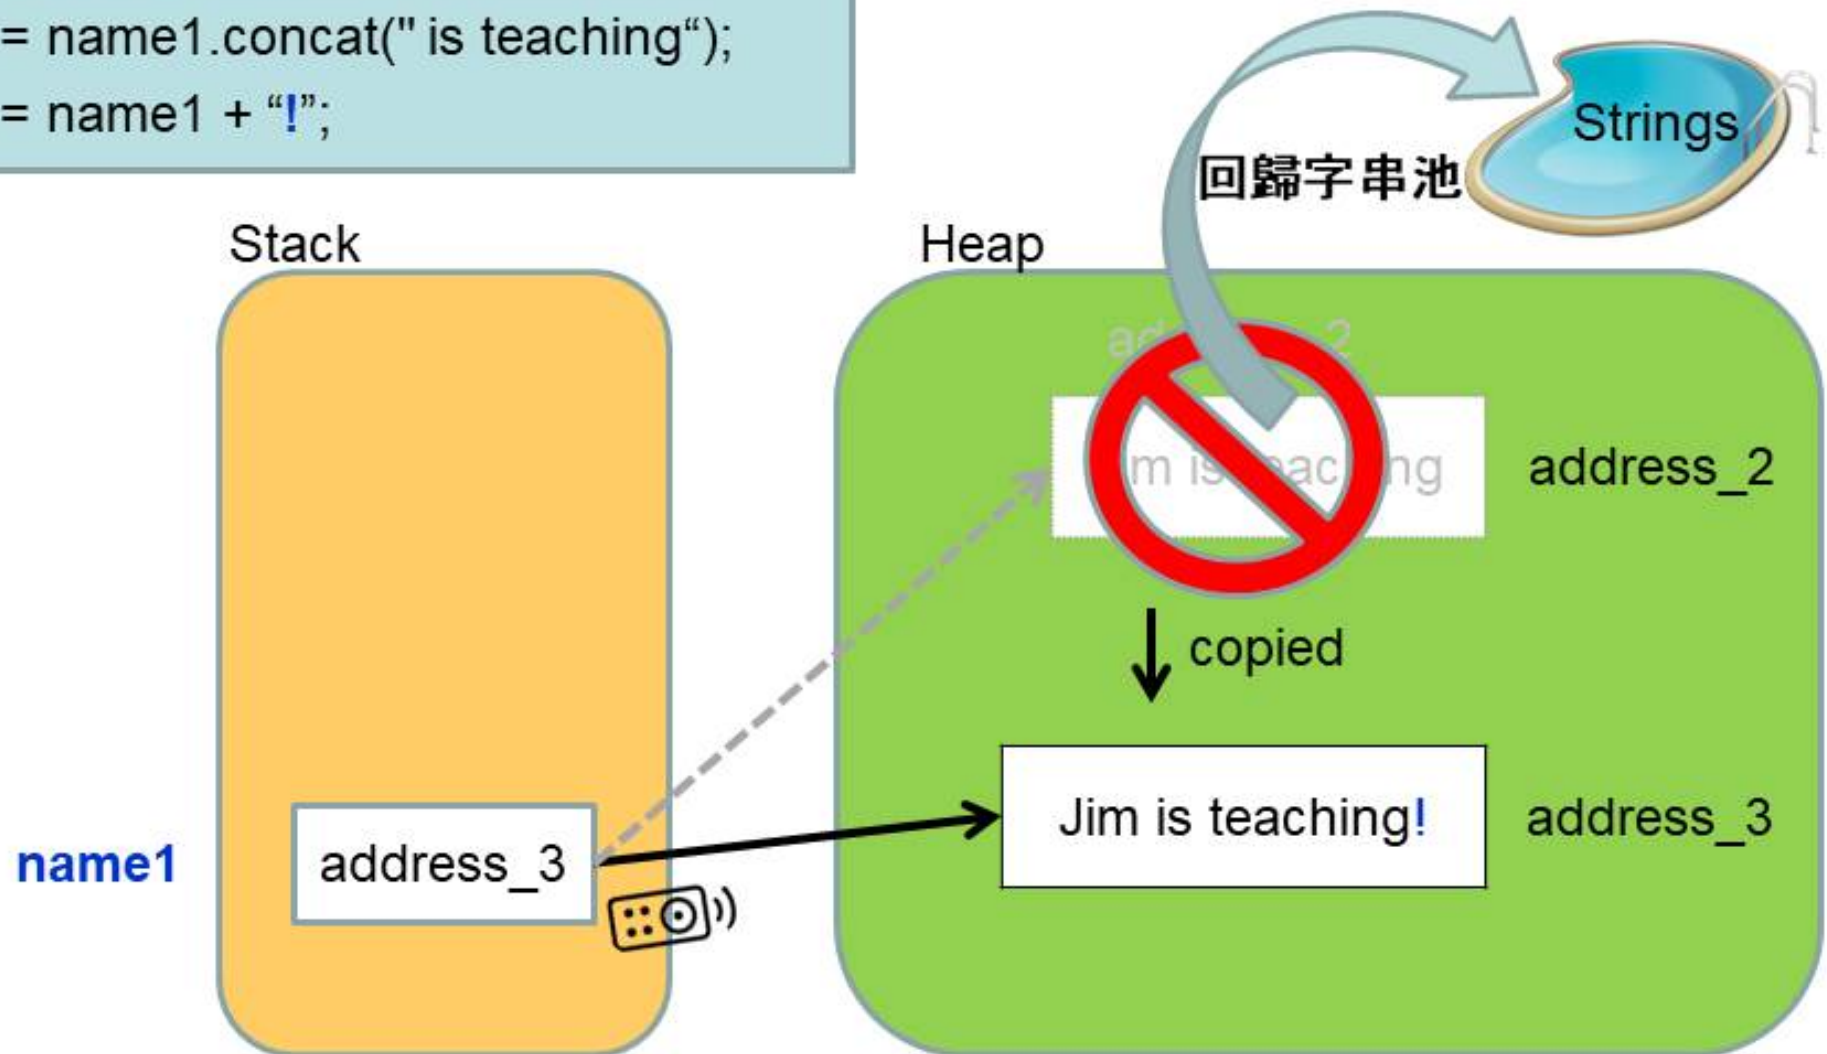 = name1.concat(" is teaching“);
= name1 + “!”;
Strings
回歸字串池
Stack
Heap
address_2
copied
Jim is teaching!
address_3
name1
address_3